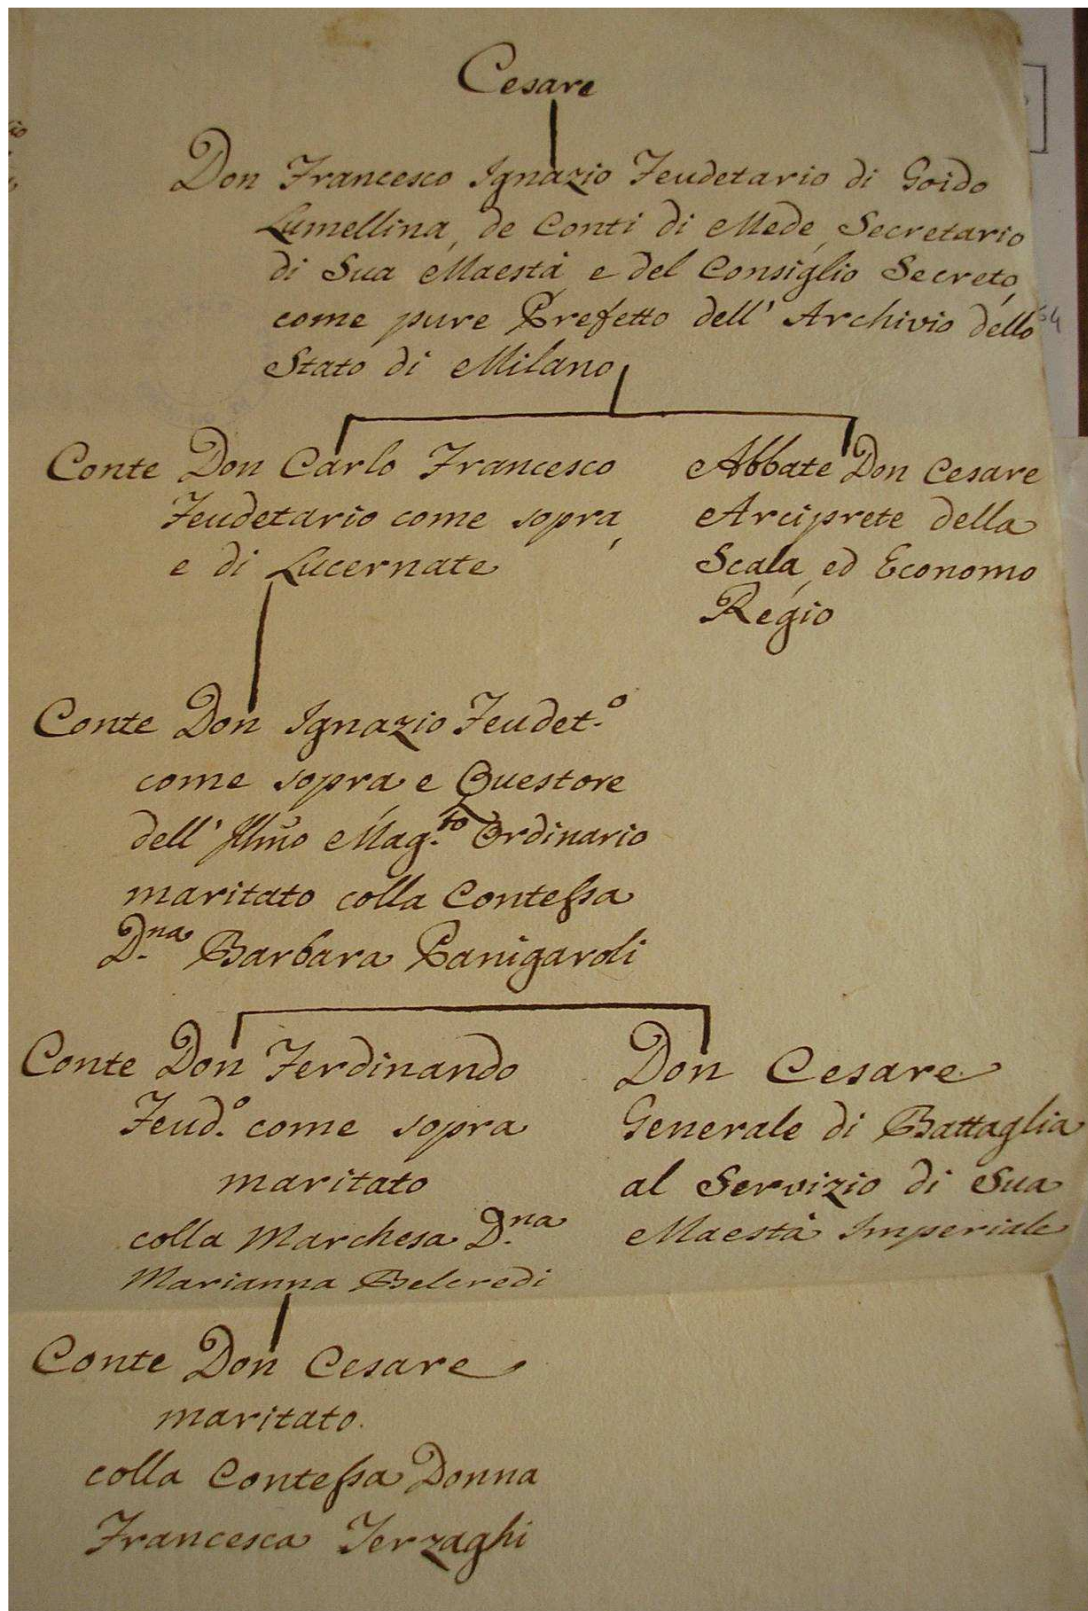 Cesare
Don Francesco Ignazio Feudetario di Goido
Lumellina, de Conti di Mede, Secretario
di Sua Maestà, e del Consiglio Secreto,
come pure Prefetto dell' Archivio dello
Stato di Milano
Conte Don Carlo Francesco
Feudetario come sopra,
e di Lucernate
Abbate Don Cesare
Arciprete della
Scala, ed Economo
Regio
Conte Don Ignazio Feudet.º
come sopra e Questore
dell' Illmo Mag.to Ordinario
maritato colla Contessa
D.na Barbara Panigaroli
Conte Don Ferdinando
Feud.º come sopra
maritato
colla Marchesa D.na
Marianna Belcredi
Don Cesare
Generale di Battaglia
al Servizio di Sua
Maestà Imperiale
Conte Don Cesare
maritato
colla Contessa Donna
Francesca Terzaghi